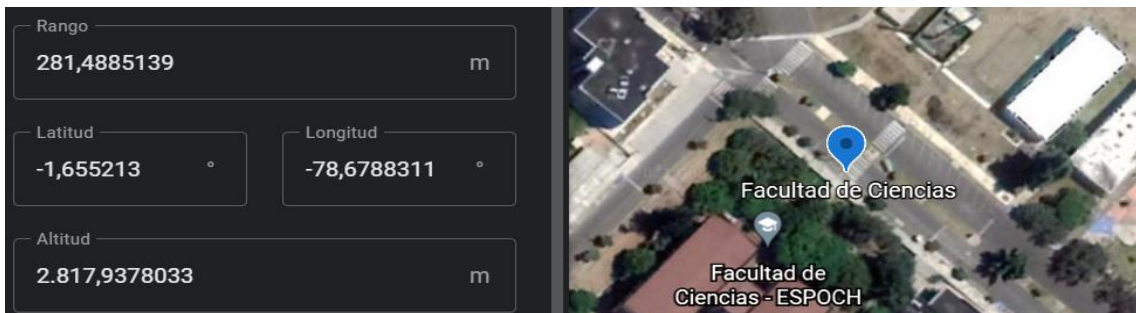 Rango
281,4885139 m
Latitud
-1,655213 °
Longitud
-78,6788311 °
Altitud
2.817,9378033 m
Facultad de Ciencias
Facultad de
Ciencias - ESPOCH